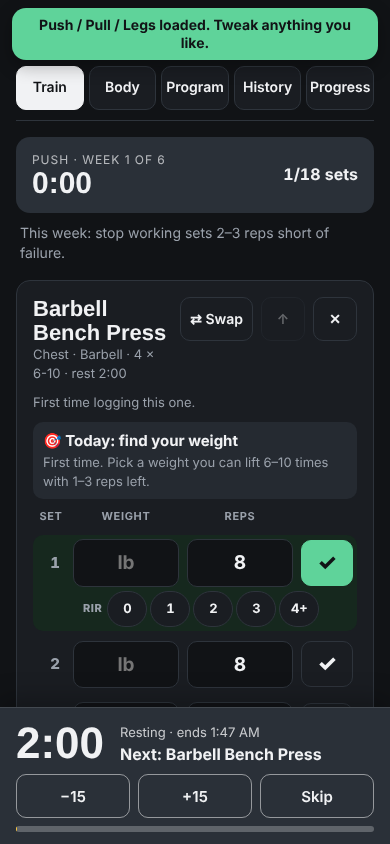 Push / Pull / Legs loaded. Tweak anything you
like.
Train Body Program History Progress
PUSH · WEEK 1 OF 6
0:00
1/18 sets
This week: stop working sets 2–3 reps short of
failure.
Barbell
Bench Press
⇄ Swap ↑ ✕
Chest · Barbell · 4 ×
6-10 · rest 2:00
First time logging this one.
🎯 Today: find your weight
First time. Pick a weight you can lift 6–10 times
with 1–3 reps left.
SET WEIGHT REPS
1 lb 8 ✓
RIR 0 1 2 3 4+
2 lb 8 ✓
2:00
Resting · ends 1:47 AM
Next: Barbell Bench Press
−15 +15 Skip